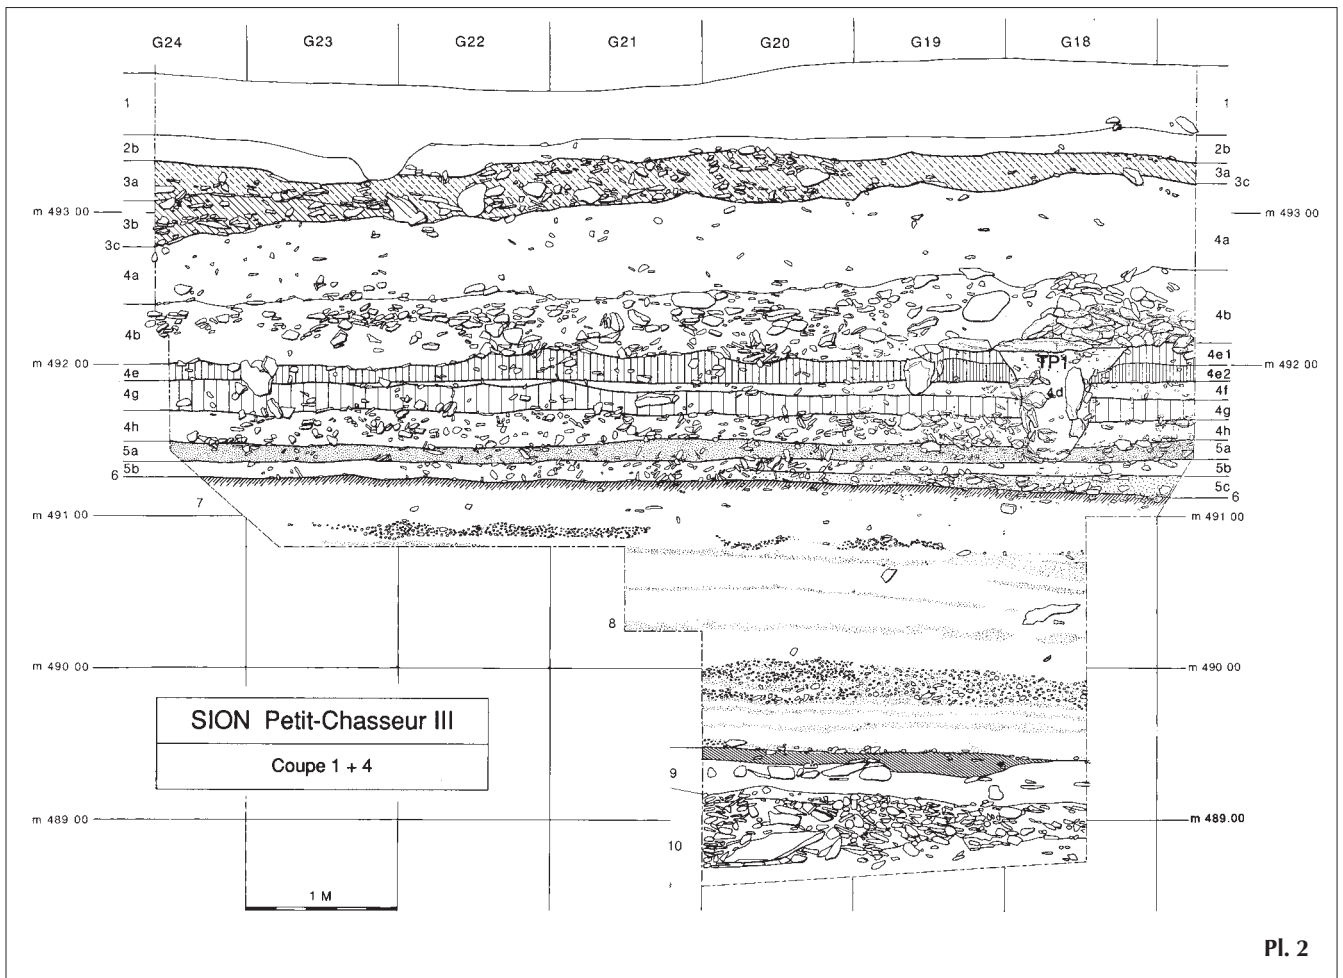 G24 G23 G22 G21 G20 G19 G18
1 1
2b 2b
3a 3a
3c
m 493 00 m 493 00
3b
3c
4a
4a
4b
4b
4e1
TP1
m 492 00 m 492 00
4e
4e2
4d
4f
4g
4g
4h
4h
5a
5a
5b
5b
6
5c
6
7
m 491 00 m 491 00
8
m 490 00 m 490 00
SION Petit-Chasseur III
Coupe 1 + 4
9
m 489 00 m 489.00
10
1 M
Pl. 2